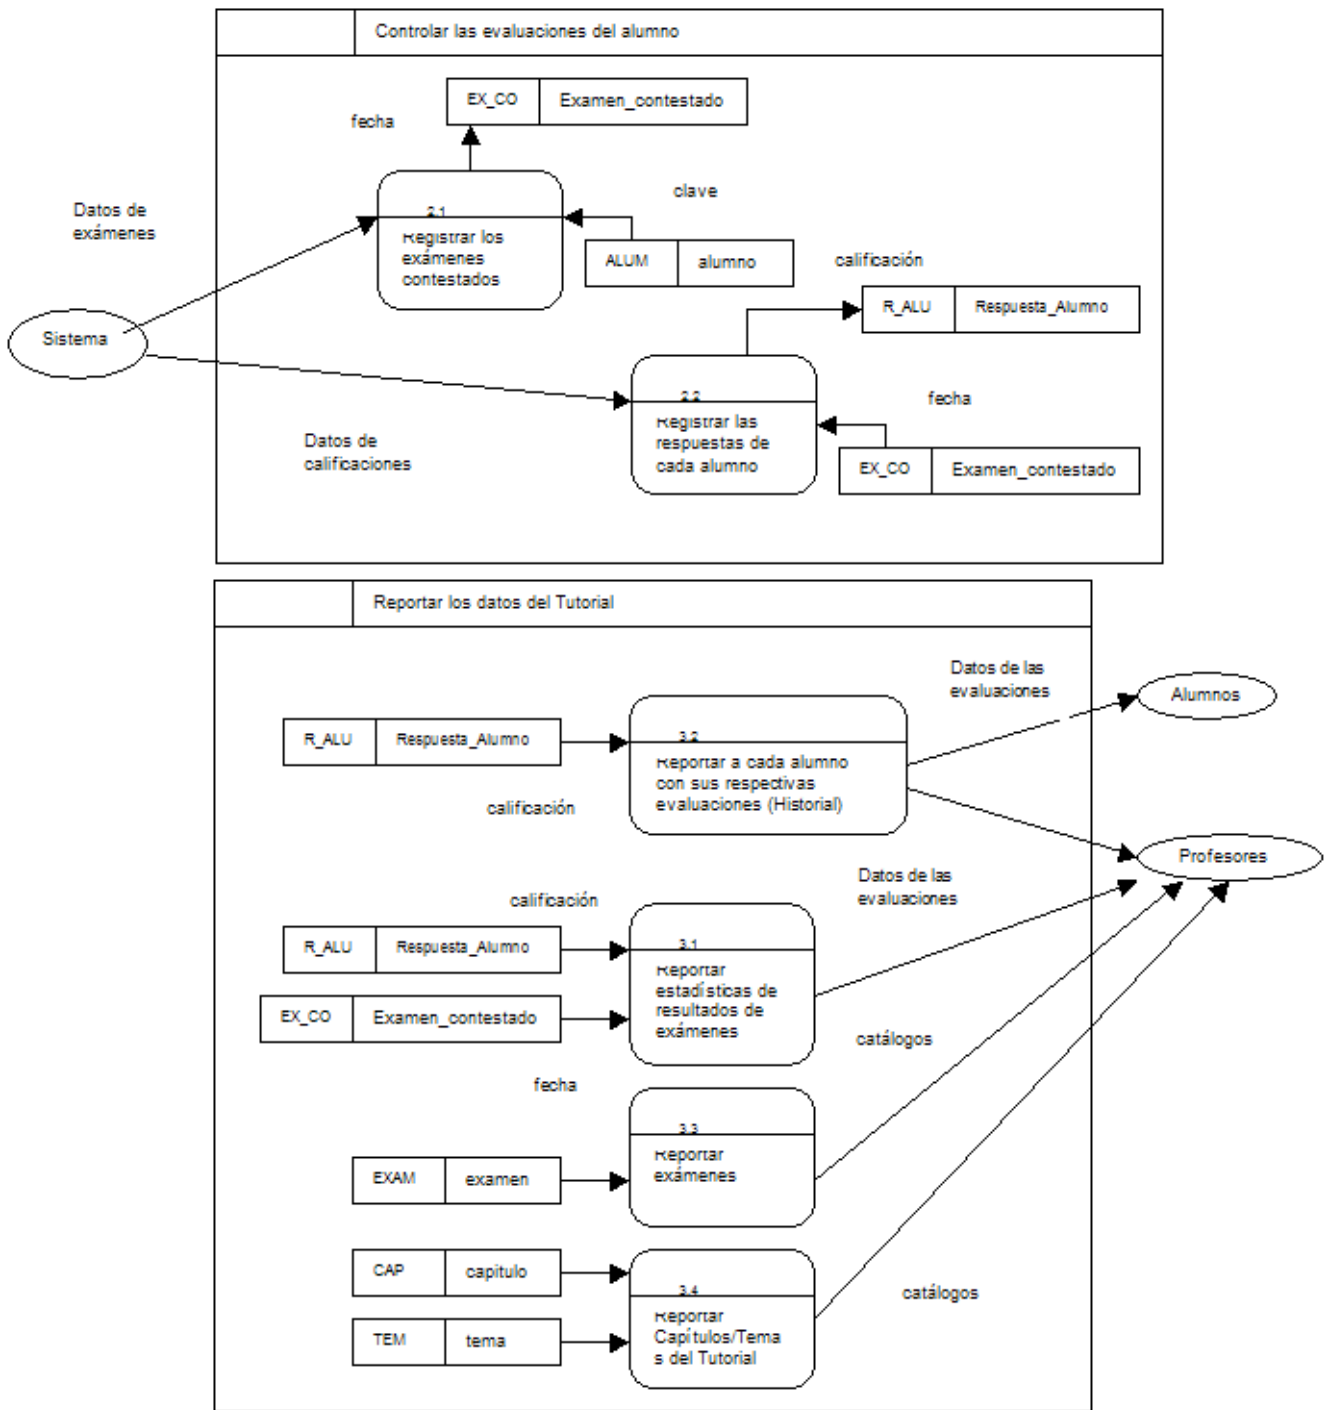 Controlar las evaluaciones del alumno
EX_CO Examen_contestado
fecha
clave
Datos de
exámenes
2.1
Registrar los
exámenes
contestados
ALUM alumno
calificación
R_ALU Respuesta_Alumno
Sistema
2.2
Registrar las
respuestas de
cada alumno
fecha
Datos de
calificaciones
EX_CO Examen_contestado
Reportar los datos del Tutorial
Datos de las
evaluaciones
Alumnos
R_ALU Respuesta_Alumno
3.2
Reportar a cada alumno
con sus respectivas
evaluaciones (Historial)
calificación
Profesores
Datos de las
evaluaciones
calificación
R_ALU Respuesta_Alumno
3.1
Reportar
estadísticas de
resultados de
exámenes
EX_CO Examen_contestado
catálogos
fecha
3.3
Reportar
exámenes
EXAM examen
CAP capitulo
3.4
Reportar
Capítulos/Tema
s del Tutorial
catálogos
TEM tema